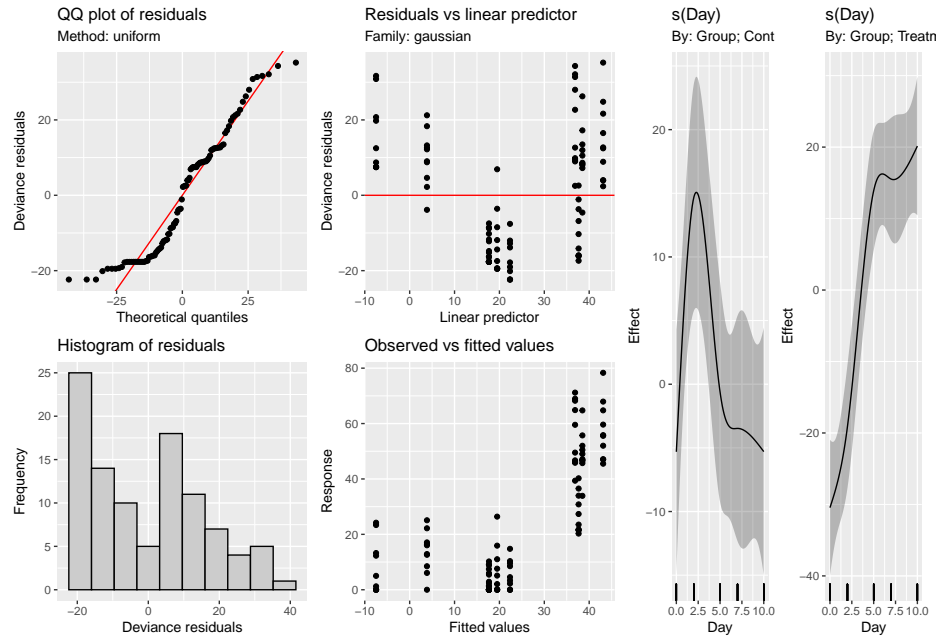 QQ plot of residuals
Method: uniform
Deviance residuals
20
0
−20
−25
0
25
Theoretical quantiles
Residuals vs linear predictor
Family: gaussian
Deviance residuals
20
0
−20
−10
0
10
20
30
40
Linear predictor
Histogram of residuals
Frequency
25
20
15
10
5
0
−20
0
20
40
Deviance residuals
Observed vs fitted values
Response
80
60
40
20
0
−10
0
10
20
30
40
Fitted values
s(Day)
By: Group; Cont
Effect
20
10
0
−10
0.0
2.5
5.0
7.5
10.0
Day
s(Day)
By: Group; Treatm
Effect
20
0
−20
−40
0.0
2.5
5.0
7.5
10.0
Day